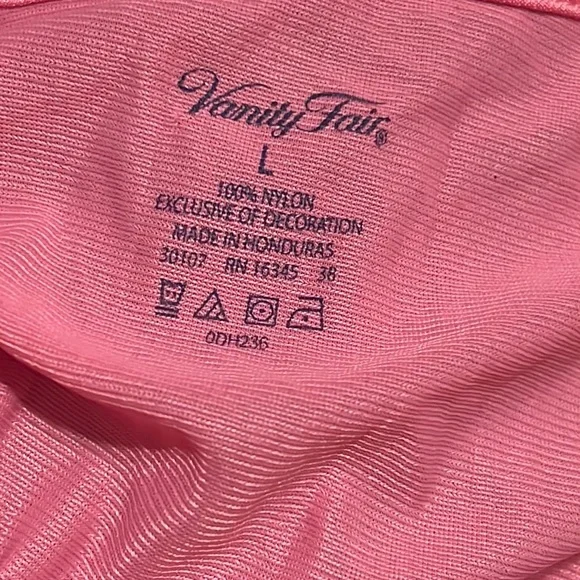 Vanity Fair®
L
100% NYLON
EXCLUSIVE OF DECORATION
MADE IN HONDURAS
30107 RN 16345 38
0DH236